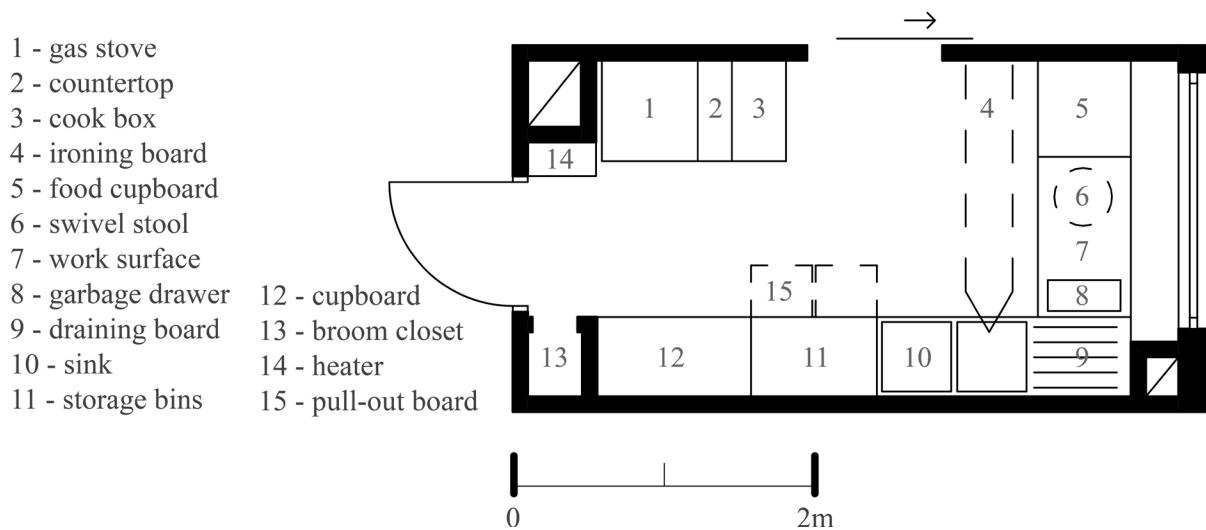 1 - gas stove
2 - countertop
3 - cook box
4 - ironing board
5 - food cupboard
6 - swivel stool
7 - work surface
8 - garbage drawer
9 - draining board
10 - sink
11 - storage bins
12 - cupboard
13 - broom closet
14 - heater
15 - pull-out board
1 2 3 4 5
14
6
7
15 8
13 12 11 10 9
0 2m